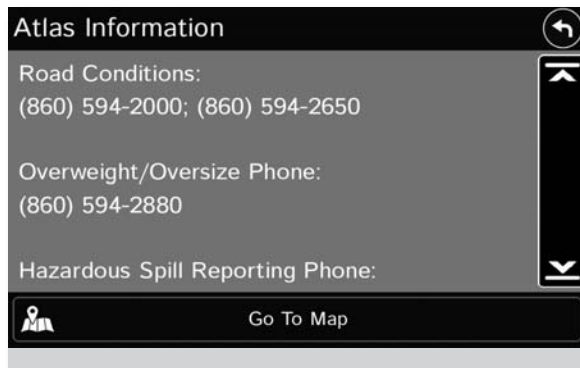 Atlas Information
Road Conditions:
(860) 594-2000; (860) 594-2650
Overweight/Oversize Phone:
(860) 594-2880
Hazardous Spill Reporting Phone:
Go To Map